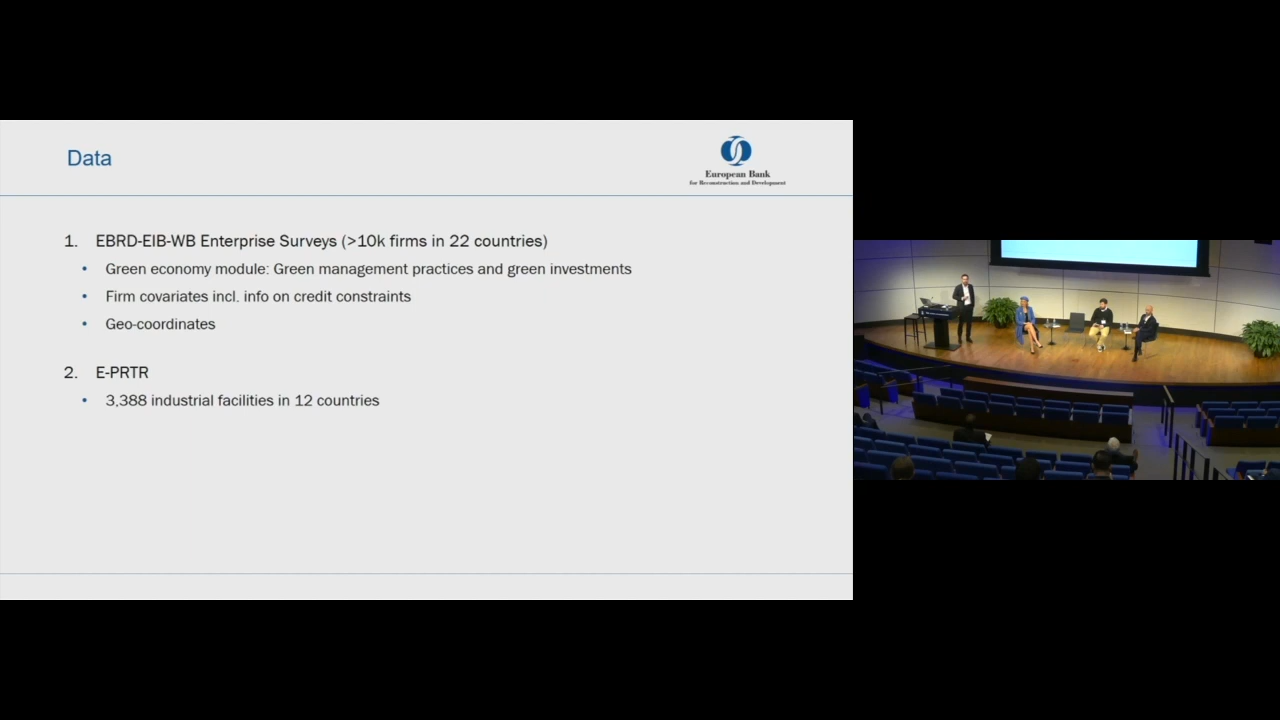 Data
European Bank
for Reconstruction and Development
1. EBRD-EIB-WB Enterprise Surveys (>10k firms in 22 countries)
• Green economy module: Green management practices and green investments
• Firm covariates incl. info on credit constraints
• Geo-coordinates
2. E-PRTR
• 3,388 industrial facilities in 12 countries